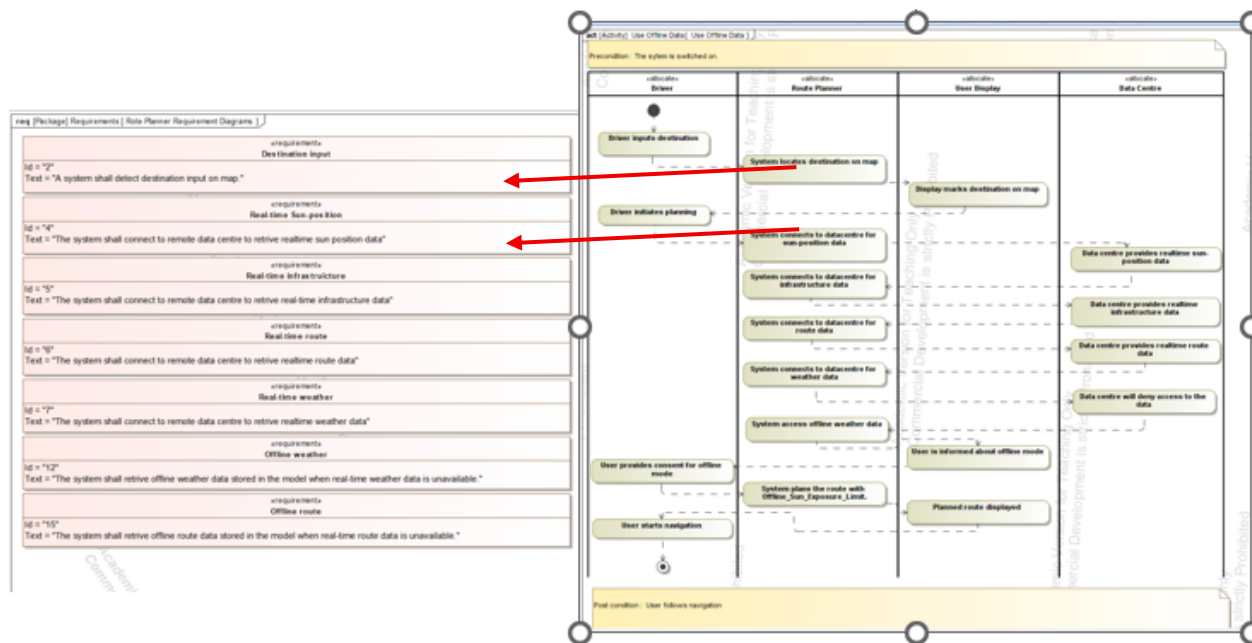 req [Package] Requirements [ Rote Planner Requirement Diagrams ]
«requirement»
Destination input
Id = "2"
Text = "A system shall detect destination input on map."
«requirement»
Real-time Sun-position
Id = "4"
Text = "The system shall connect to remote data centre to retrive realtime sun position data"
«requirement»
Real-time Infrastruicture
Id = "5"
Text = "The system shall connect to remote data centre to retrive real-time infrastructure data"
«requirement»
Real-time route
Id = "6"
Text = "The system shall connect to remote data centre to retrive realtime route data"
«requirement»
Real-time weather
Id = "7"
Text = "The system shall connect to remote data centre to retrive realtime weather data"
«requirement»
Offline weather
Id = "12"
Text = "The system shall retrive offline weather data stored in the model when real-time weather data is unavailable."
«requirement»
Offline route
Id = "15"
Text = "The system shall retrive offline route data stored in the model when real-time route data is unavailable."
Academi
Comm
act [Activity] Use Offline Data[ Use Offline Data ]
Precondition : The sytem is switched on.
«allocate»
Driver
«allocate»
Route Planner
«allocate»
User Display
«allocate»
Data Centre
Driver inputs destination
System locates destination on map
Display marks destination on map
Driver initiates planning
System connects to datacentre for
sun-position data
Data centre provides realtime sun-
position data
System connects to datacentre for
infrastructure data
Data centre provides realtime
infrastructure data
System connects to datacentre for
route data
Data centre provides realtime route
data
System connects to datacentre for
weather data
Data centre will deny access to the
data
System access offline weather data
User is informed about offline mode
User provides consent for offline
mode
System plans the route with
Offline_Sun_Exposure_Limit.
Planned route displayed
User starts navigation
Post condition : User follows navigation